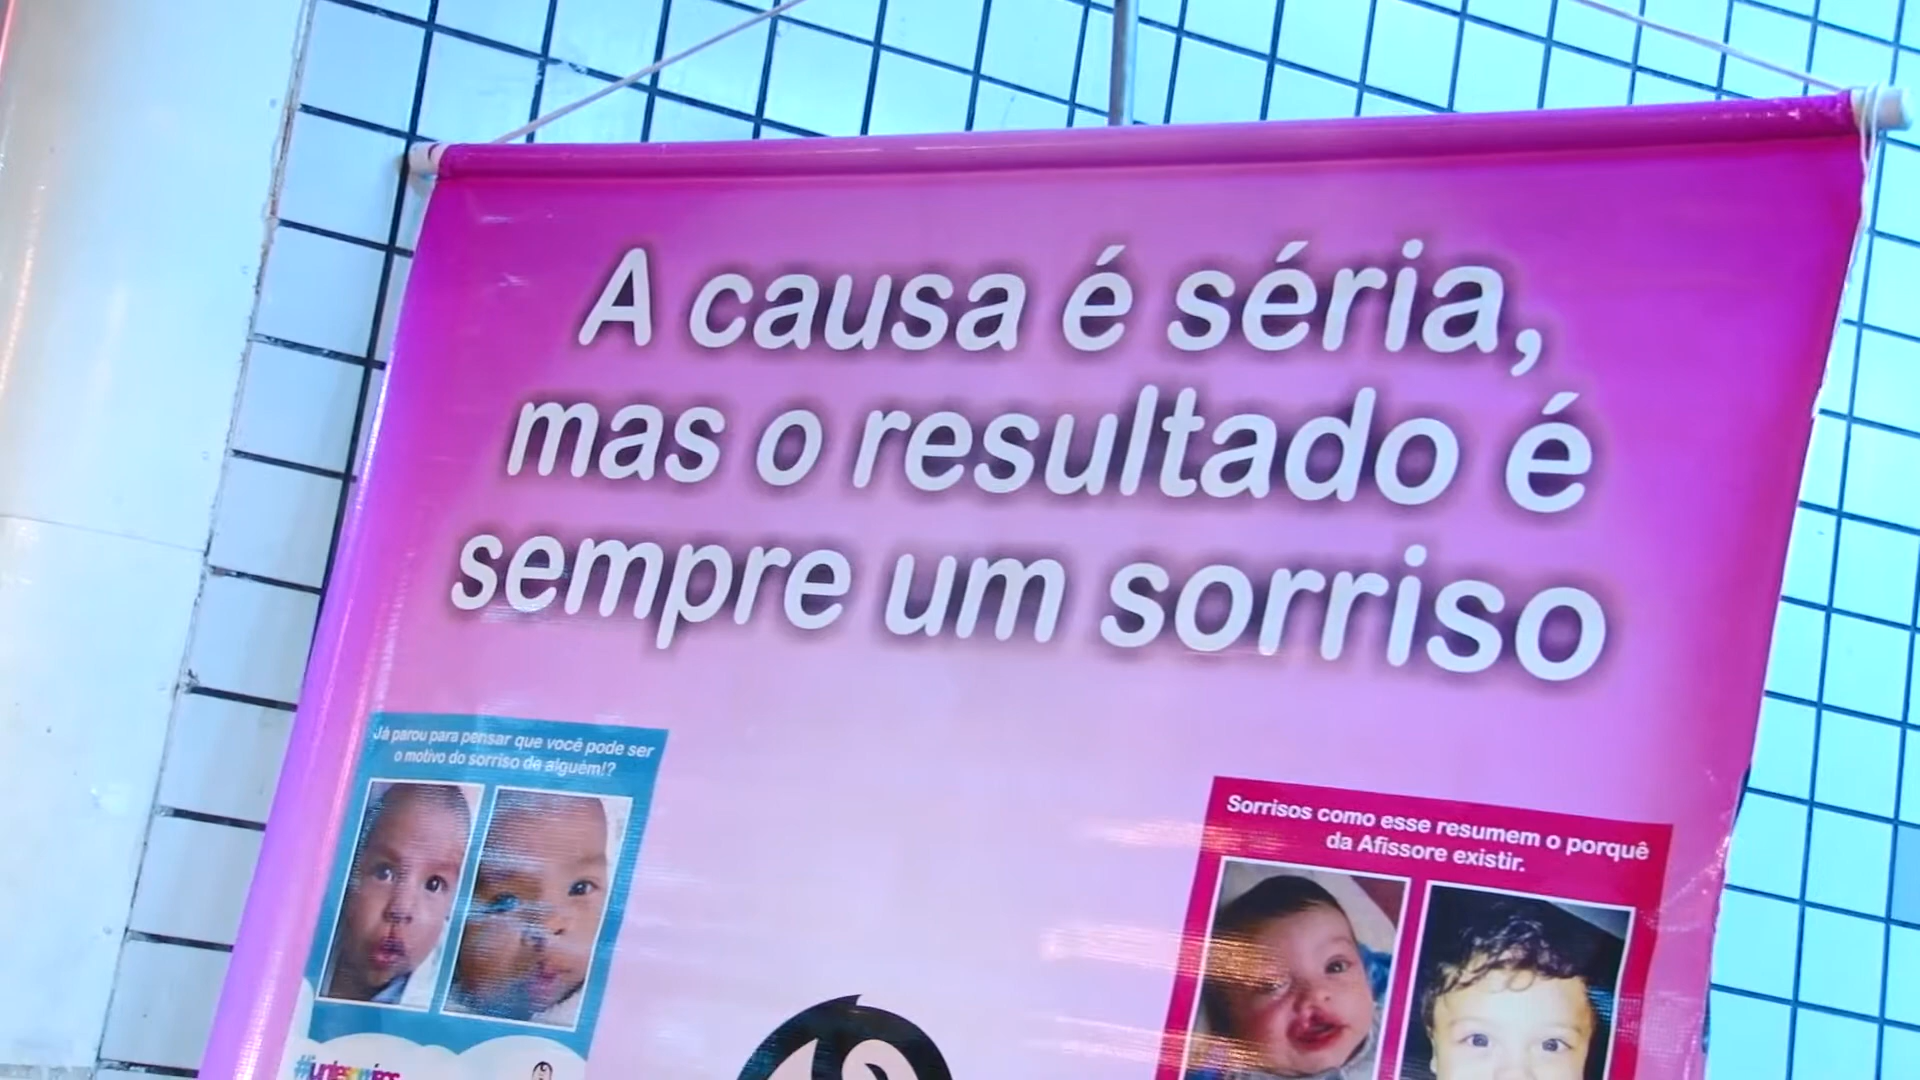 A causa é séria,
mas o resultado é
sempre um sorriso
Já parou para pensar que você pode ser
o motivo do sorriso de alguém!?
Sorrisos como esse resumem o porquê
da Afissore existir.